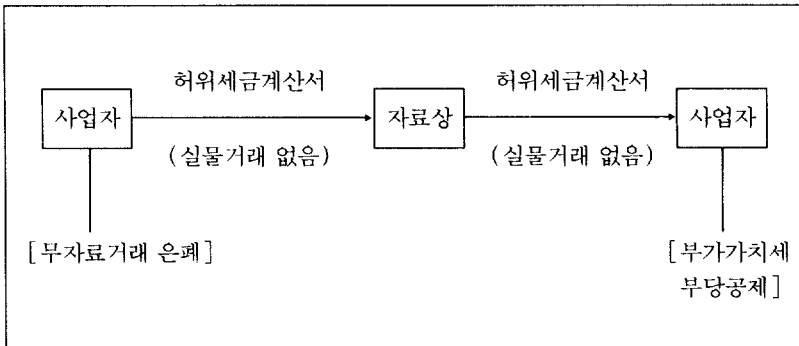 허위세금계산서 허위세금계산서
사업자 자료상 사업자
(실물거래 없음) (실물거래 없음)
[무자료거래 은폐] [부가가치세
부당공제]